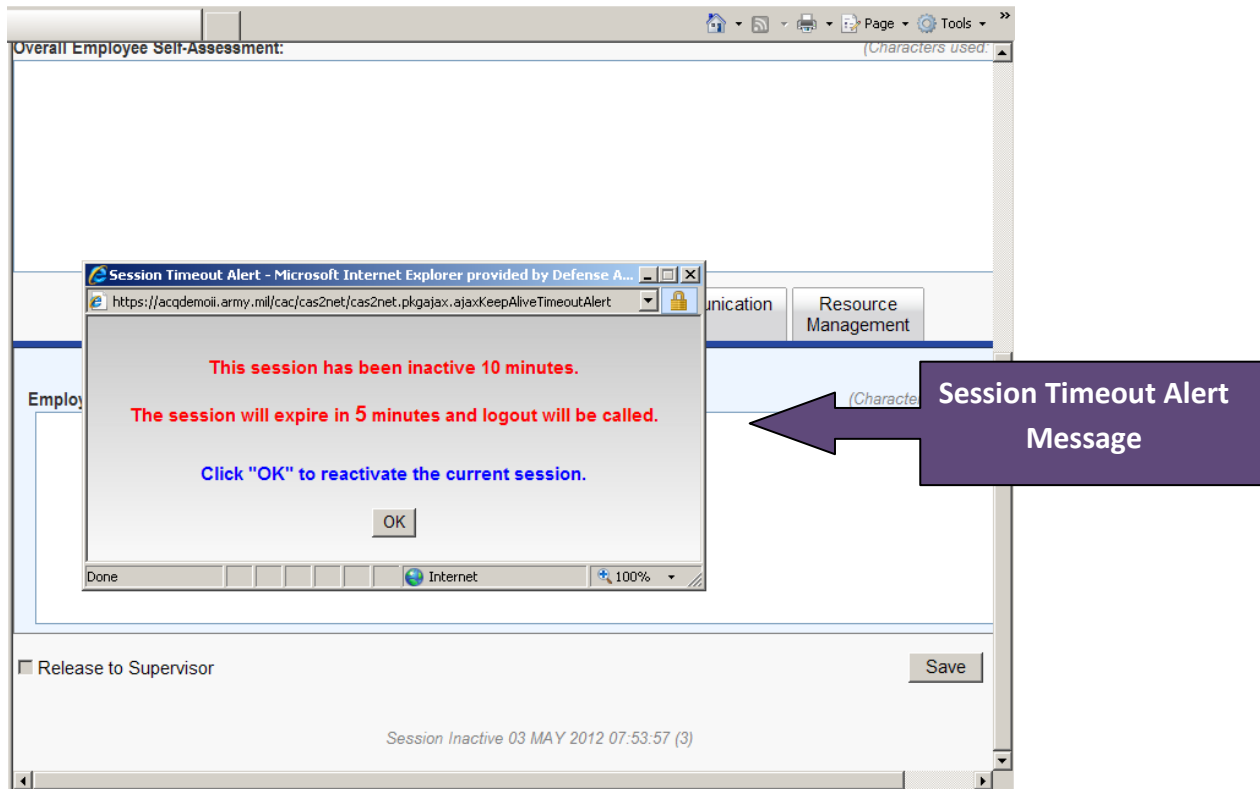 Page
Tools
Overall Employee Self-Assessment:
(Characters used:
Session Timeout Alert - Microsoft Internet Explorer provided by Defense A...
https://acqdemoii.army.mil/cac/cas2net/cas2net.pkgajax.ajaxKeepAliveTimeoutAlert
unication
Resource
Management
This session has been inactive 10 minutes.
The session will expire in 5 minutes and logout will be called.
Click "OK" to reactivate the current session.
OK
Done
Internet
100%
Employ
(Characte
Session Timeout Alert
Message
Release to Supervisor
Save
Session Inactive 03 MAY 2012 07:53:57 (3)